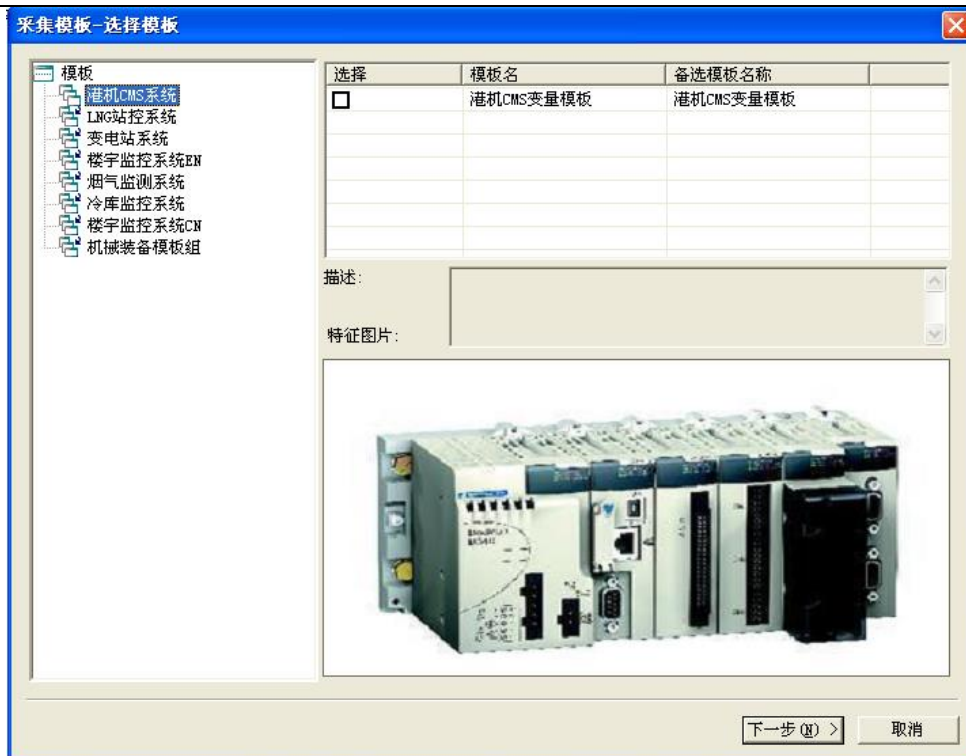 采集模板-选择模板
模板
港机CMS系统
LNG站控系统
变电站系统
楼宇监控系统EN
烟气监测系统
冷库监控系统
楼宇监控系统CN
机械装备模板组
选择 模板名 备选模板名称
港机CMS变量模板 港机CMS变量模板
描述:
特征图片:
下一步(N) >
取消